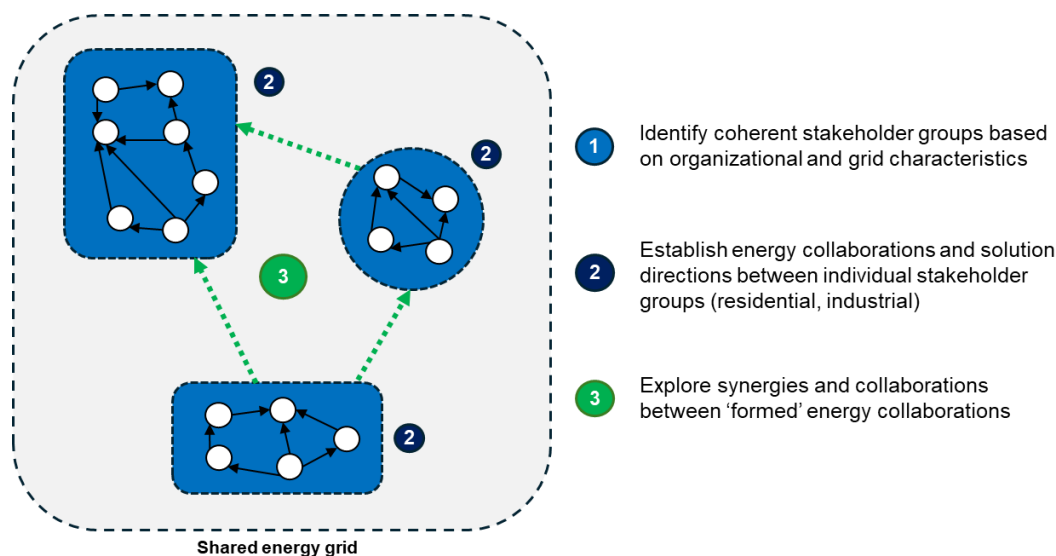 2
2
3
2
Shared energy grid
1
Identify coherent stakeholder groups based
on organizational and grid characteristics
2
Establish energy collaborations and solution
directions between individual stakeholder
groups (residential, industrial)
3
Explore synergies and collaborations
between ‘formed’ energy collaborations